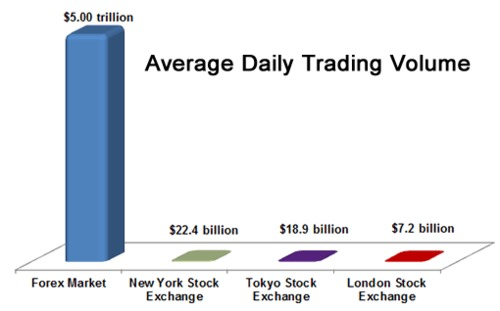 $5.00 trillion
Average Daily Trading Volume
$22.4 billion
$18.9 billion
$7.2 billion
Forex Market
New York Stock
Exchange
Tokyo Stock
Exchange
London Stock
Exchange